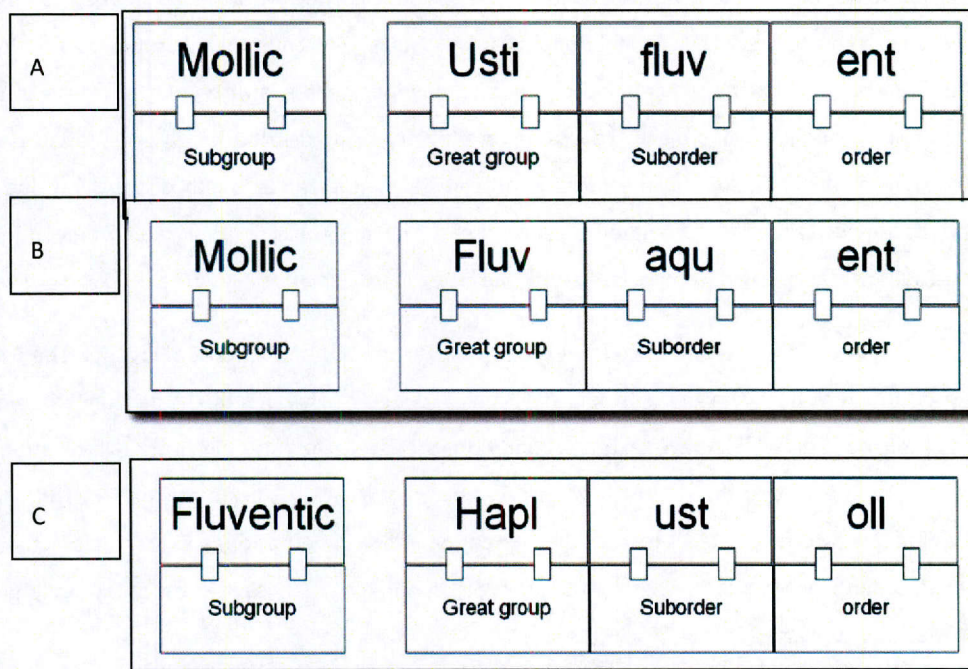 A
Mollic Usti fluv ent
Subgroup Great group Suborder order
B
Mollic Fluv aqu ent
Subgroup Great group Suborder order
C
Fluventic Hapl ust oll
Subgroup Great group Suborder order